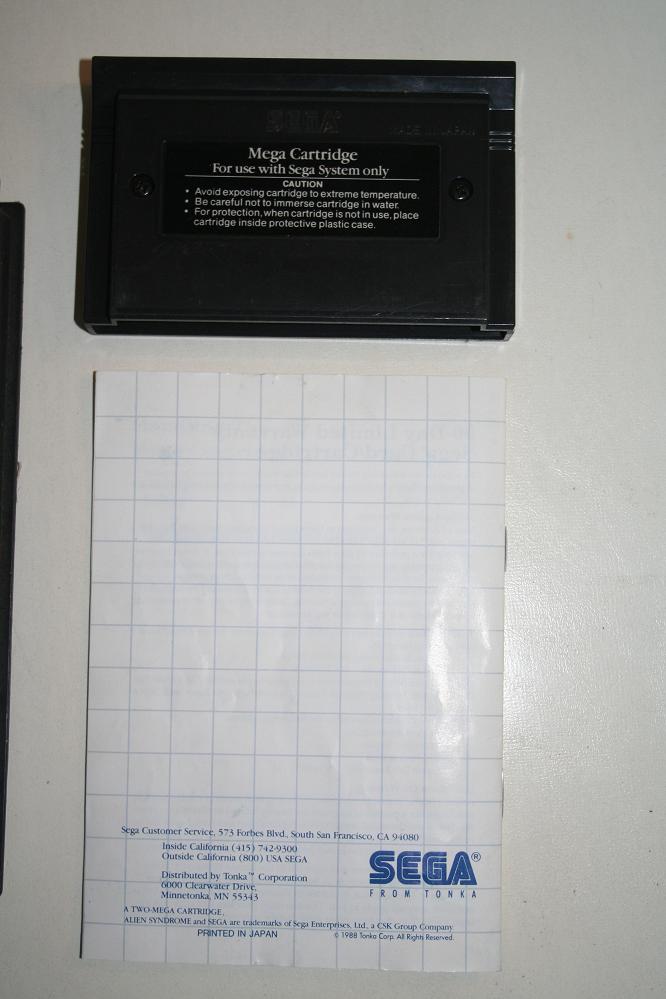 SEGA®
MADE IN JAPAN
Mega Cartridge
For use with Sega System only
CAUTION
• Avoid exposing cartridge to extreme temperature.
• Be careful not to immerse cartridge in water.
• For protection, when cartridge is not in use, place
cartridge inside protective plastic case.
Sega Customer Service, 573 Forbes Blvd., South San Francisco, CA 94080
Inside California (415) 742-9300
Outside California (800) USA SEGA
Distributed by Tonka™ Corporation
6000 Clearwater Drive,
Minnetonka, MN 55343
SEGA®
FROM TONKA
A TWO-MEGA CARTRIDGE.
ALIEN SYNDROME and SEGA are trademarks of Sega Enterprises, Ltd., a CSK Group Company
PRINTED IN JAPAN
© 1988 Tonka Corp. All Rights Reserved.